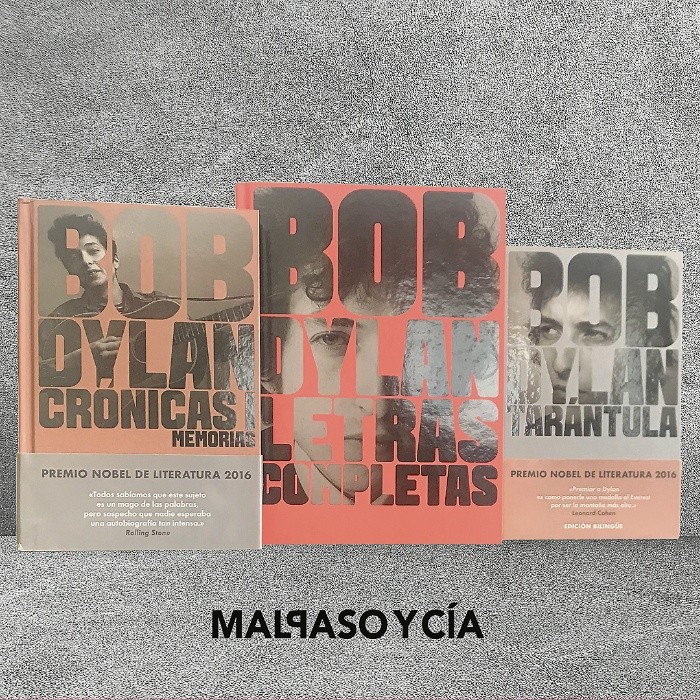 BOB
DYLAN
CRÓNICAS I
MEMORIAS
PREMIO NOBEL DE LITERATURA 2016
«Todos sabíamos que este sujeto
es un mago de las palabras,
pero sospecho que nadie esperaba
una autobiografía tan intensa.»
Rolling Stone
BOB
DYLAN
LETRAS
COMPLETAS
BOB
DYLAN
TARÁNTULA
PREMIO NOBEL DE LITERATURA 2016
«Premiar a Dylan
es como ponerle una medalla al Everest
por ser la montaña más alta.»
Leonard Cohen
EDICIÓN BILINGÜE
MALPASO Y CÍA